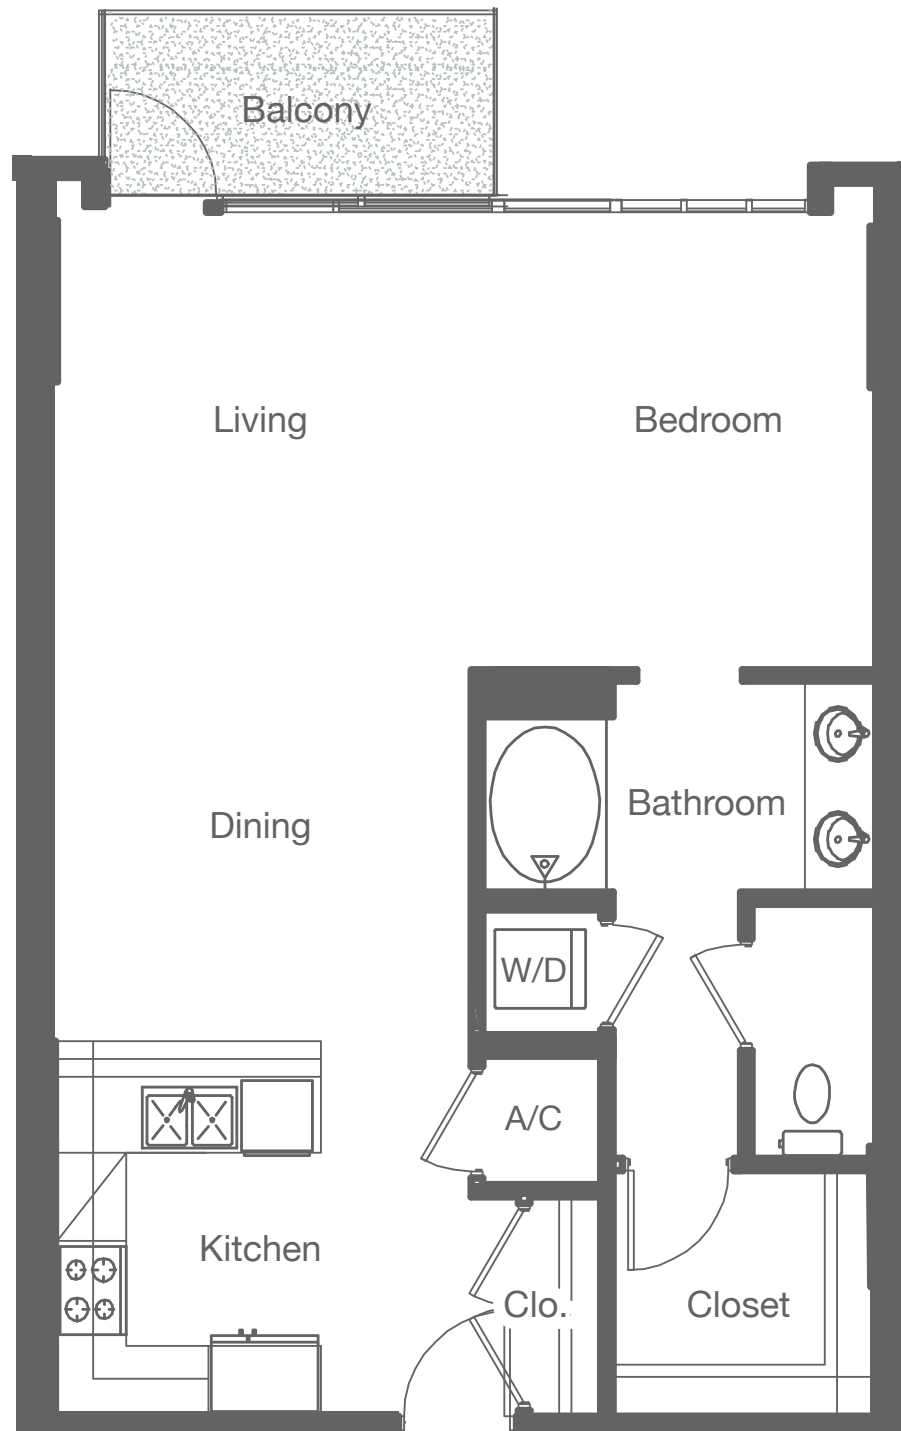 Balcony
Living
Bedroom
Bathroom
Dining
W/D
A/C
Kitchen
Clo.
Closet